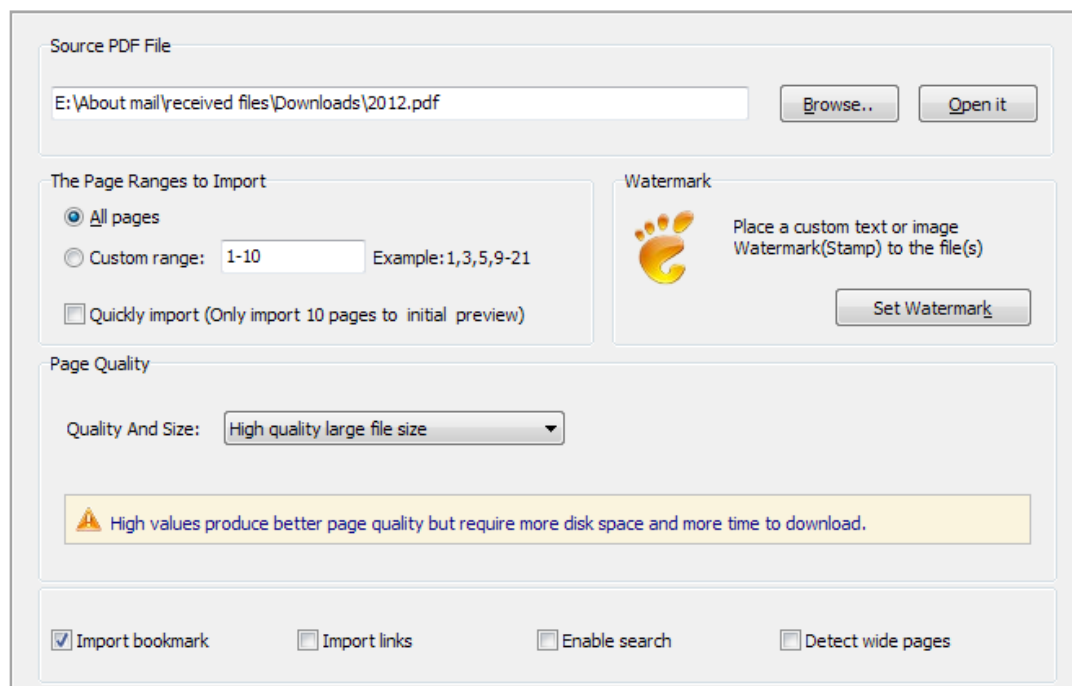 Source PDF File
E:\About mail\received files\Downloads\2012.pdf
Browse..
Open it
The Page Ranges to Import
All pages
Custom range:
1-10
Example:1,3,5,9-21
Quickly import (Only import 10 pages to  initial  preview)
Watermark
Place a custom text or image
Watermark(Stamp) to the file(s)
Set Watermark
Page Quality
Quality And Size:
High quality large file size
High values produce better page quality but require more disk space and more time to download.
Import bookmark
Import links
Enable search
Detect wide pages